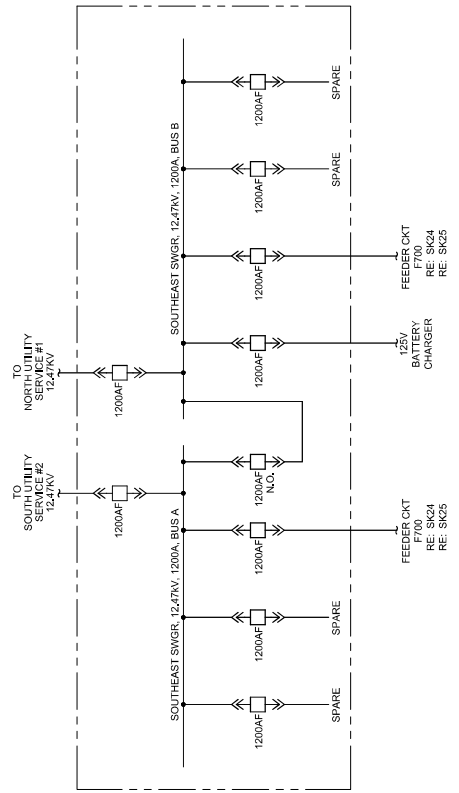 TO
SOUTH UTILITY
SERVICE #2
12.47KV
TO
NORTH UTILITY
SERVICE #1
12.47KV
1200AF
1200AF
SOUTHEAST SWGR, 12.47kV, 1200A, BUS A
SOUTHEAST SWGR, 12.47kV, 1200A, BUS B
1200AF
1200AF
1200AF
1200AF
N.O.
1200AF
1200AF
1200AF
1200AF
SPARE
SPARE
FEEDER CKT
F700
RE: SK24
RE: SK25
125V
BATTERY
CHARGER
FEEDER CKT
F700
RE: SK24
RE: SK25
SPARE
SPARE